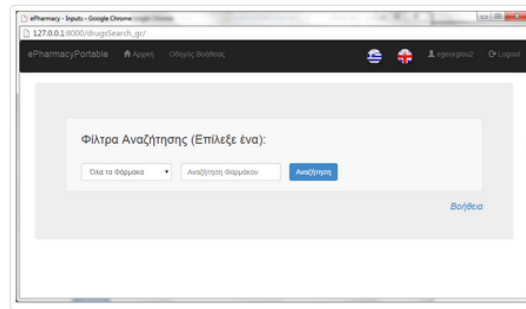 ePharmacy - Inputs - Google Chrome
127.0.0.1:8000/drugsSearch_gr/
ePharmacyPortable Αρχική Οδηγός Βοήθειας egeorgiou2 Logout
Φίλτρα Αναζήτησης (Επίλεξε ένα):
Όλα τα Φάρμακα Αναζήτηση Φαρμάκου Αναζήτηση
Βοήθεια